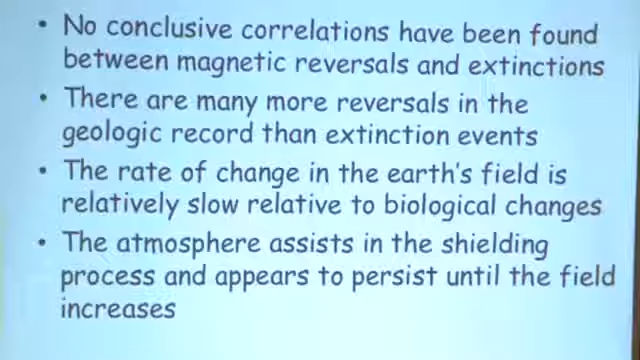 • No conclusive correlations have been found
between magnetic reversals and extinctions
• There are many more reversals in the
geologic record than extinction events
• The rate of change in the earth's field is
relatively slow relative to biological changes
• The atmosphere assists in the shielding
process and appears to persist until the field
increases